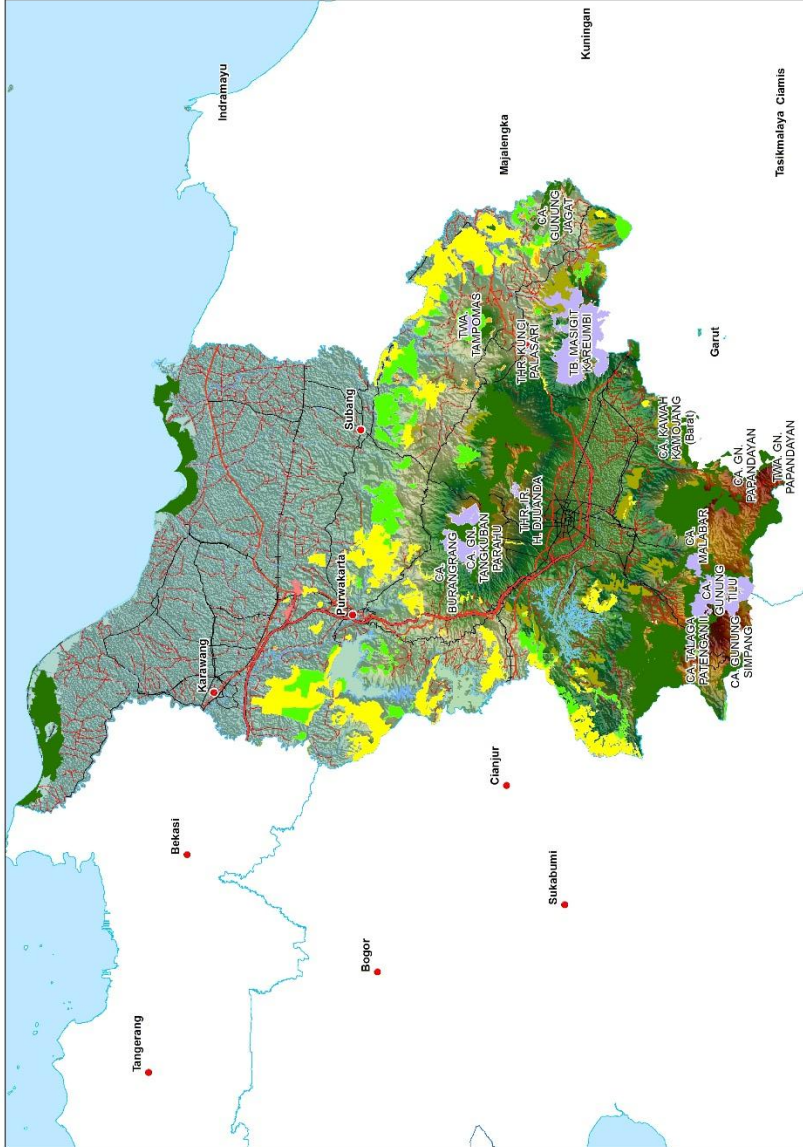 Tangerang
Bekasi
Karawang
Indramayu
Purwakarta
Subang
Bogor
CA.
BURANGRANG
TWA.
TAMPOMAS
CA. GN.
TANGKUBAN
PARAHU
Cianjur
Majalengka
THR. IR.
H. DJUANDA
THR. KUNCI
PALASARI
CA.
GUNUNG
JAGAT
Sukabumi
TB. MASIGIT
KAREUMBI
Kuningan
CA. KAWAH
KAMOJANG
(Barat)
CA. TALAGA
CA.
MALABAR
CA.
GUNUNG
TILU
Garut
CA. GUNUNG
SIMPANG
CA. GN.
PAPANDAYAN
TWA. GN.
PAPANDAYAN
Tasikmalaya Ciamis